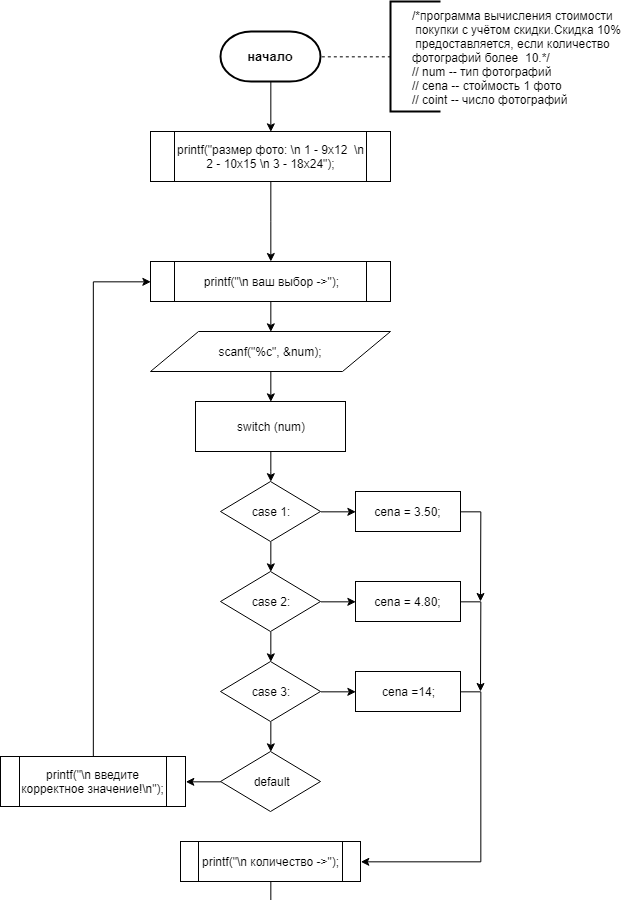 /*программа вычисления стоимости
покупки с учётом скидки.Скидка 10%
предоставляется, если количество
фотографий более 10.*/
// num -- тип фотографий
// cena -- стоймость 1 фото
// coint -- число фотографий
начало
printf("размер фото: \n 1 - 9x12 \n
2 - 10x15 \n 3 - 18x24");
printf("\n ваш выбор ->");
scanf("%c", &num);
switch (num)
case 1:
cena = 3.50;
case 2:
cena = 4.80;
case 3:
cena =14;
default
printf("\n введите
корректное значение!\n");
printf("\n количество ->");